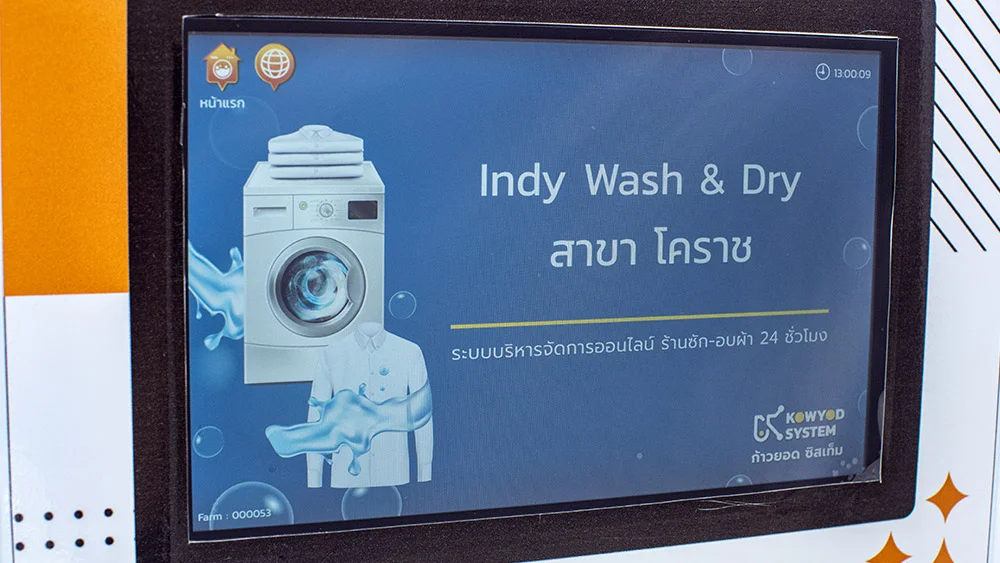 หน้าแรก
13:00:09
Indy Wash & Dry
สาขา โคราช
ระบบบริหารจัดการออนไลน์ ร้านซัก-อบผ้า 24 ชั่วโมง
KOWYOD
SYSTEM
ก้าวยอด ซิสเท็ม
Farm : 000053